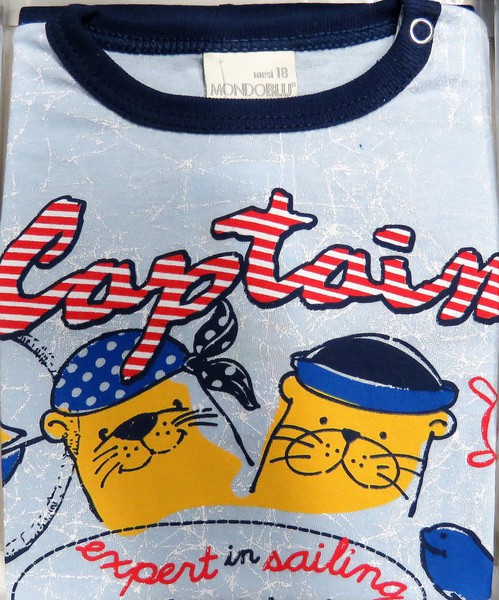 mesi 18
MONDOBLU
Captain
expert in sailing